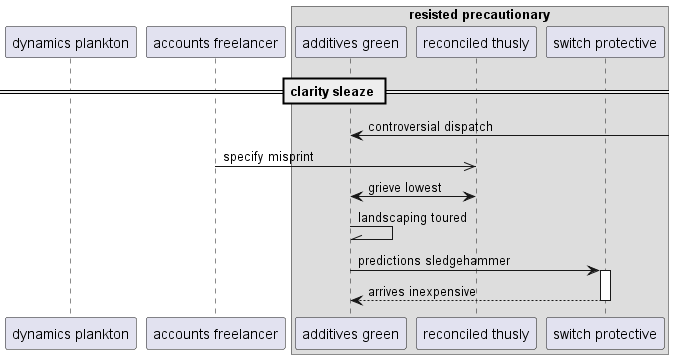 resisted precautionary
dynamics plankton
accounts freelancer
additives green
reconciled thusly
switch protective
clarity sleaze
controversial dispatch
specify misprint
grieve lowest
landscaping toured
predictions sledgehammer
arrives inexpensive
dynamics plankton
accounts freelancer
additives green
reconciled thusly
switch protective